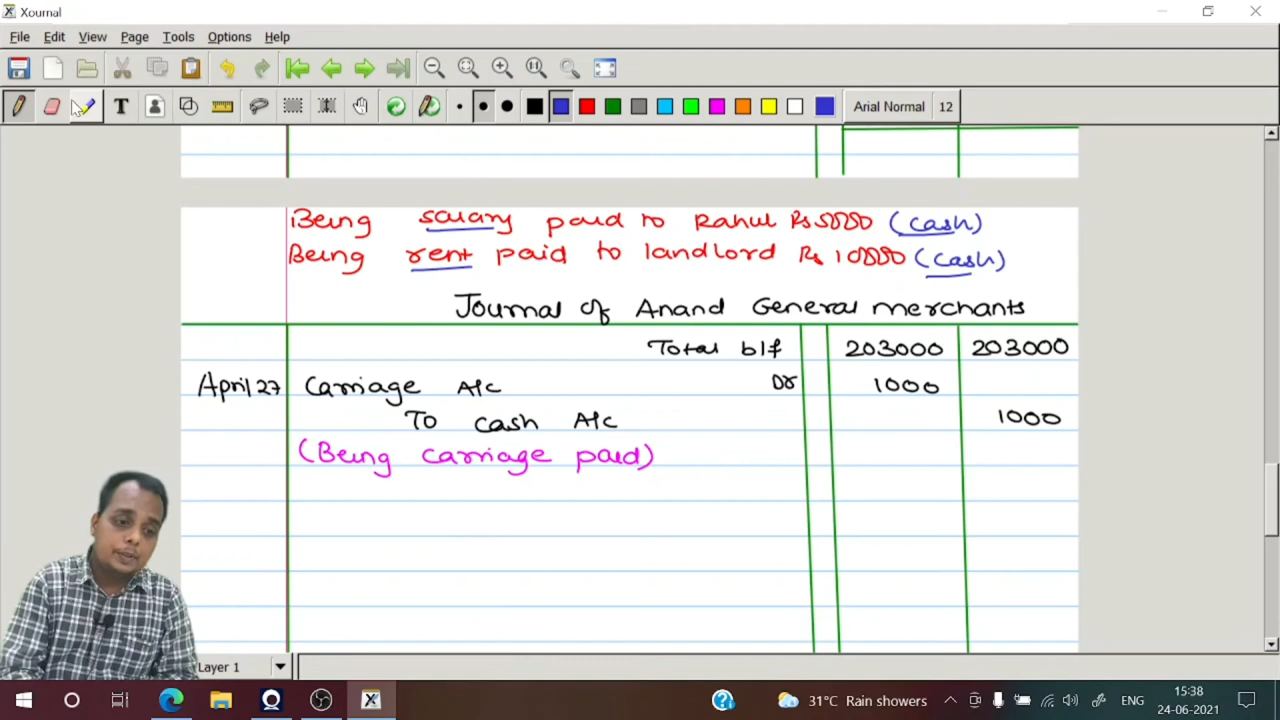 Xournal
File Edit View Page Tools Options Help
T Arial Normal 12
Being salary paid to Rahul Rs 5000 (cash)
Being rent paid to landlord Rs 10000 (cash)
Journal of Anand General merchants
Total b/f 203000 203000
April 27 Carriage A/c Dr 1000
To cash A/c 1000
(Being carriage paid)
Layer 1
31°C Rain showers ENG 15:38
24-06-2021